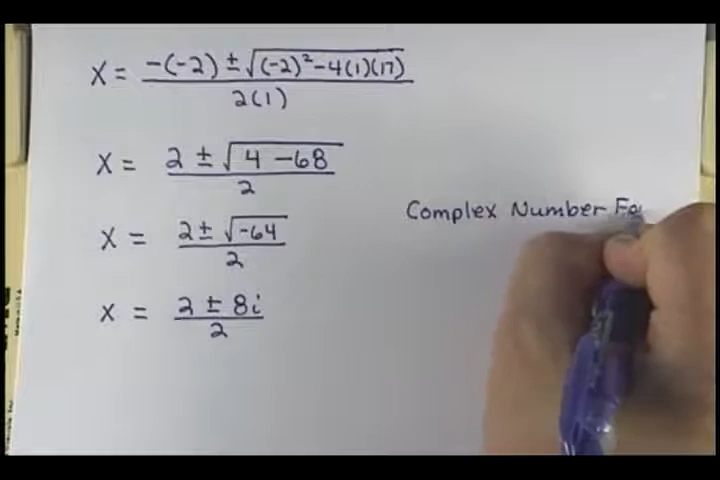 x = -(-2) ± √(-2)² - 4(1)(17) / 2(1)
x = 2 ± √4 - 68 / 2
Complex Number Fo
x = 2 ± √-64 / 2
x = 2 ± 8i / 2